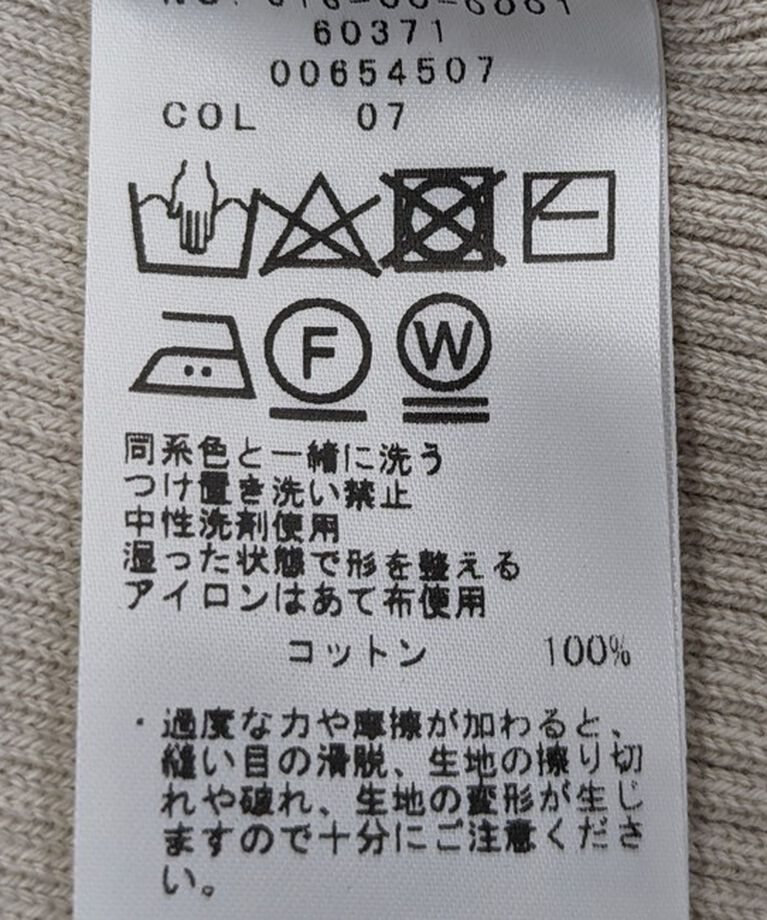 60371
00654507
COL 07
F W
同系色と一緒に洗う
つけ置き洗い禁止
中性洗剤使用
湿った状態で形を整える
アイロンはあて布使用
コットン 100%
・過度な力や摩擦が加わると、
縫い目の滑脱、生地の擦り切
れや破れ、生地の変形が生じ
ますので十分にご注意くださ
い。